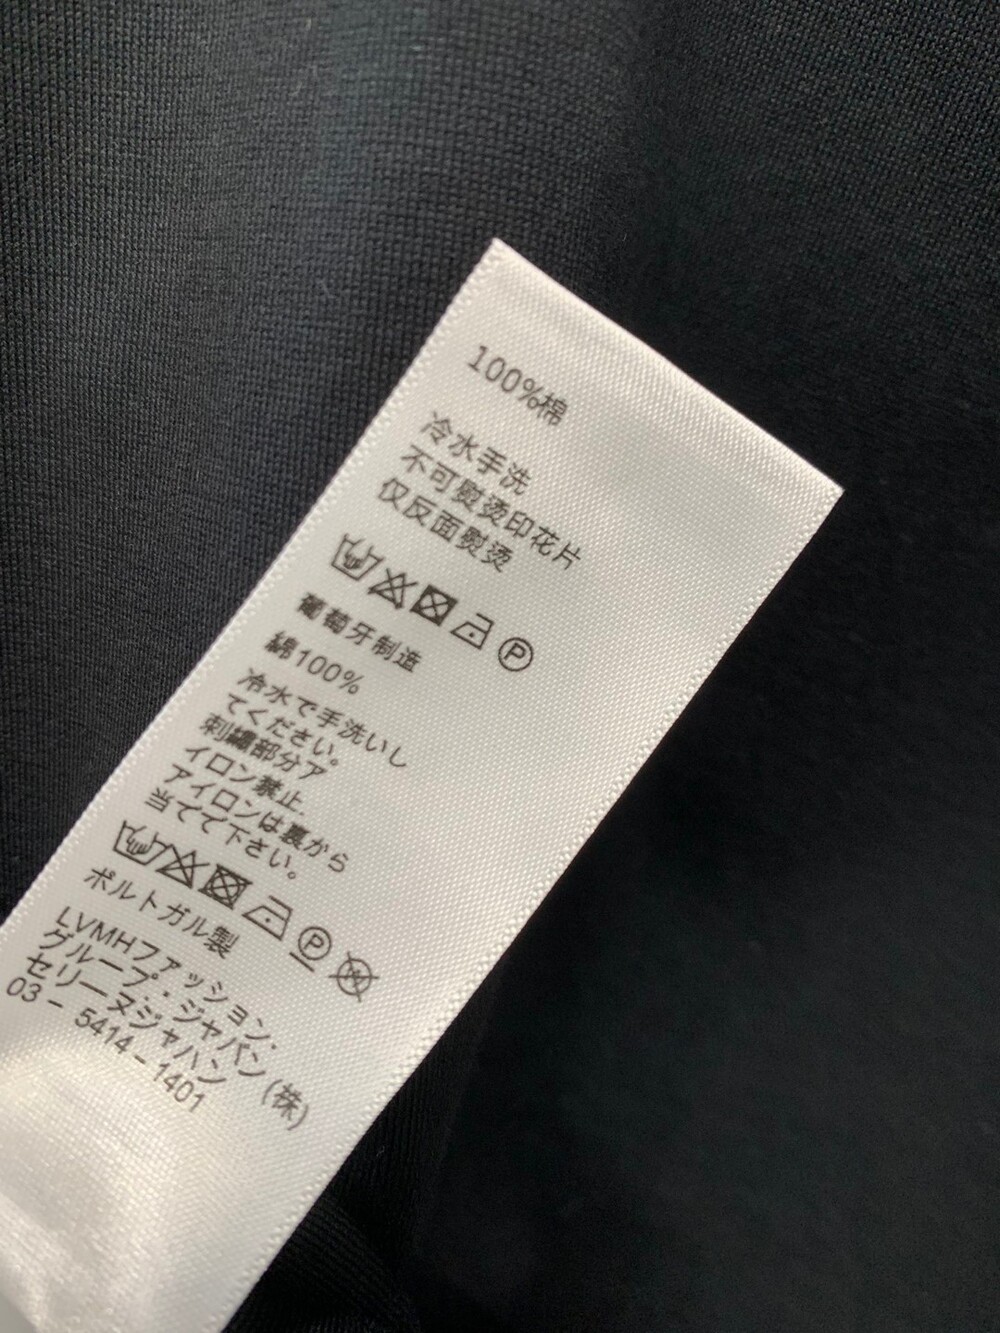 100%棉
冷水手洗
不可熨烫印花片
仅反面熨烫
P
葡萄牙制造
綿100%
冷水で手洗いし
てください。
刺繍部分ア
イロン禁止.
アイロンは裏から
当てて下さい。
P W
ポルトガル製
LVMHファッション・
グループ・ジャパン
セリーヌジャハン (株)
03 - 5414 - 1401